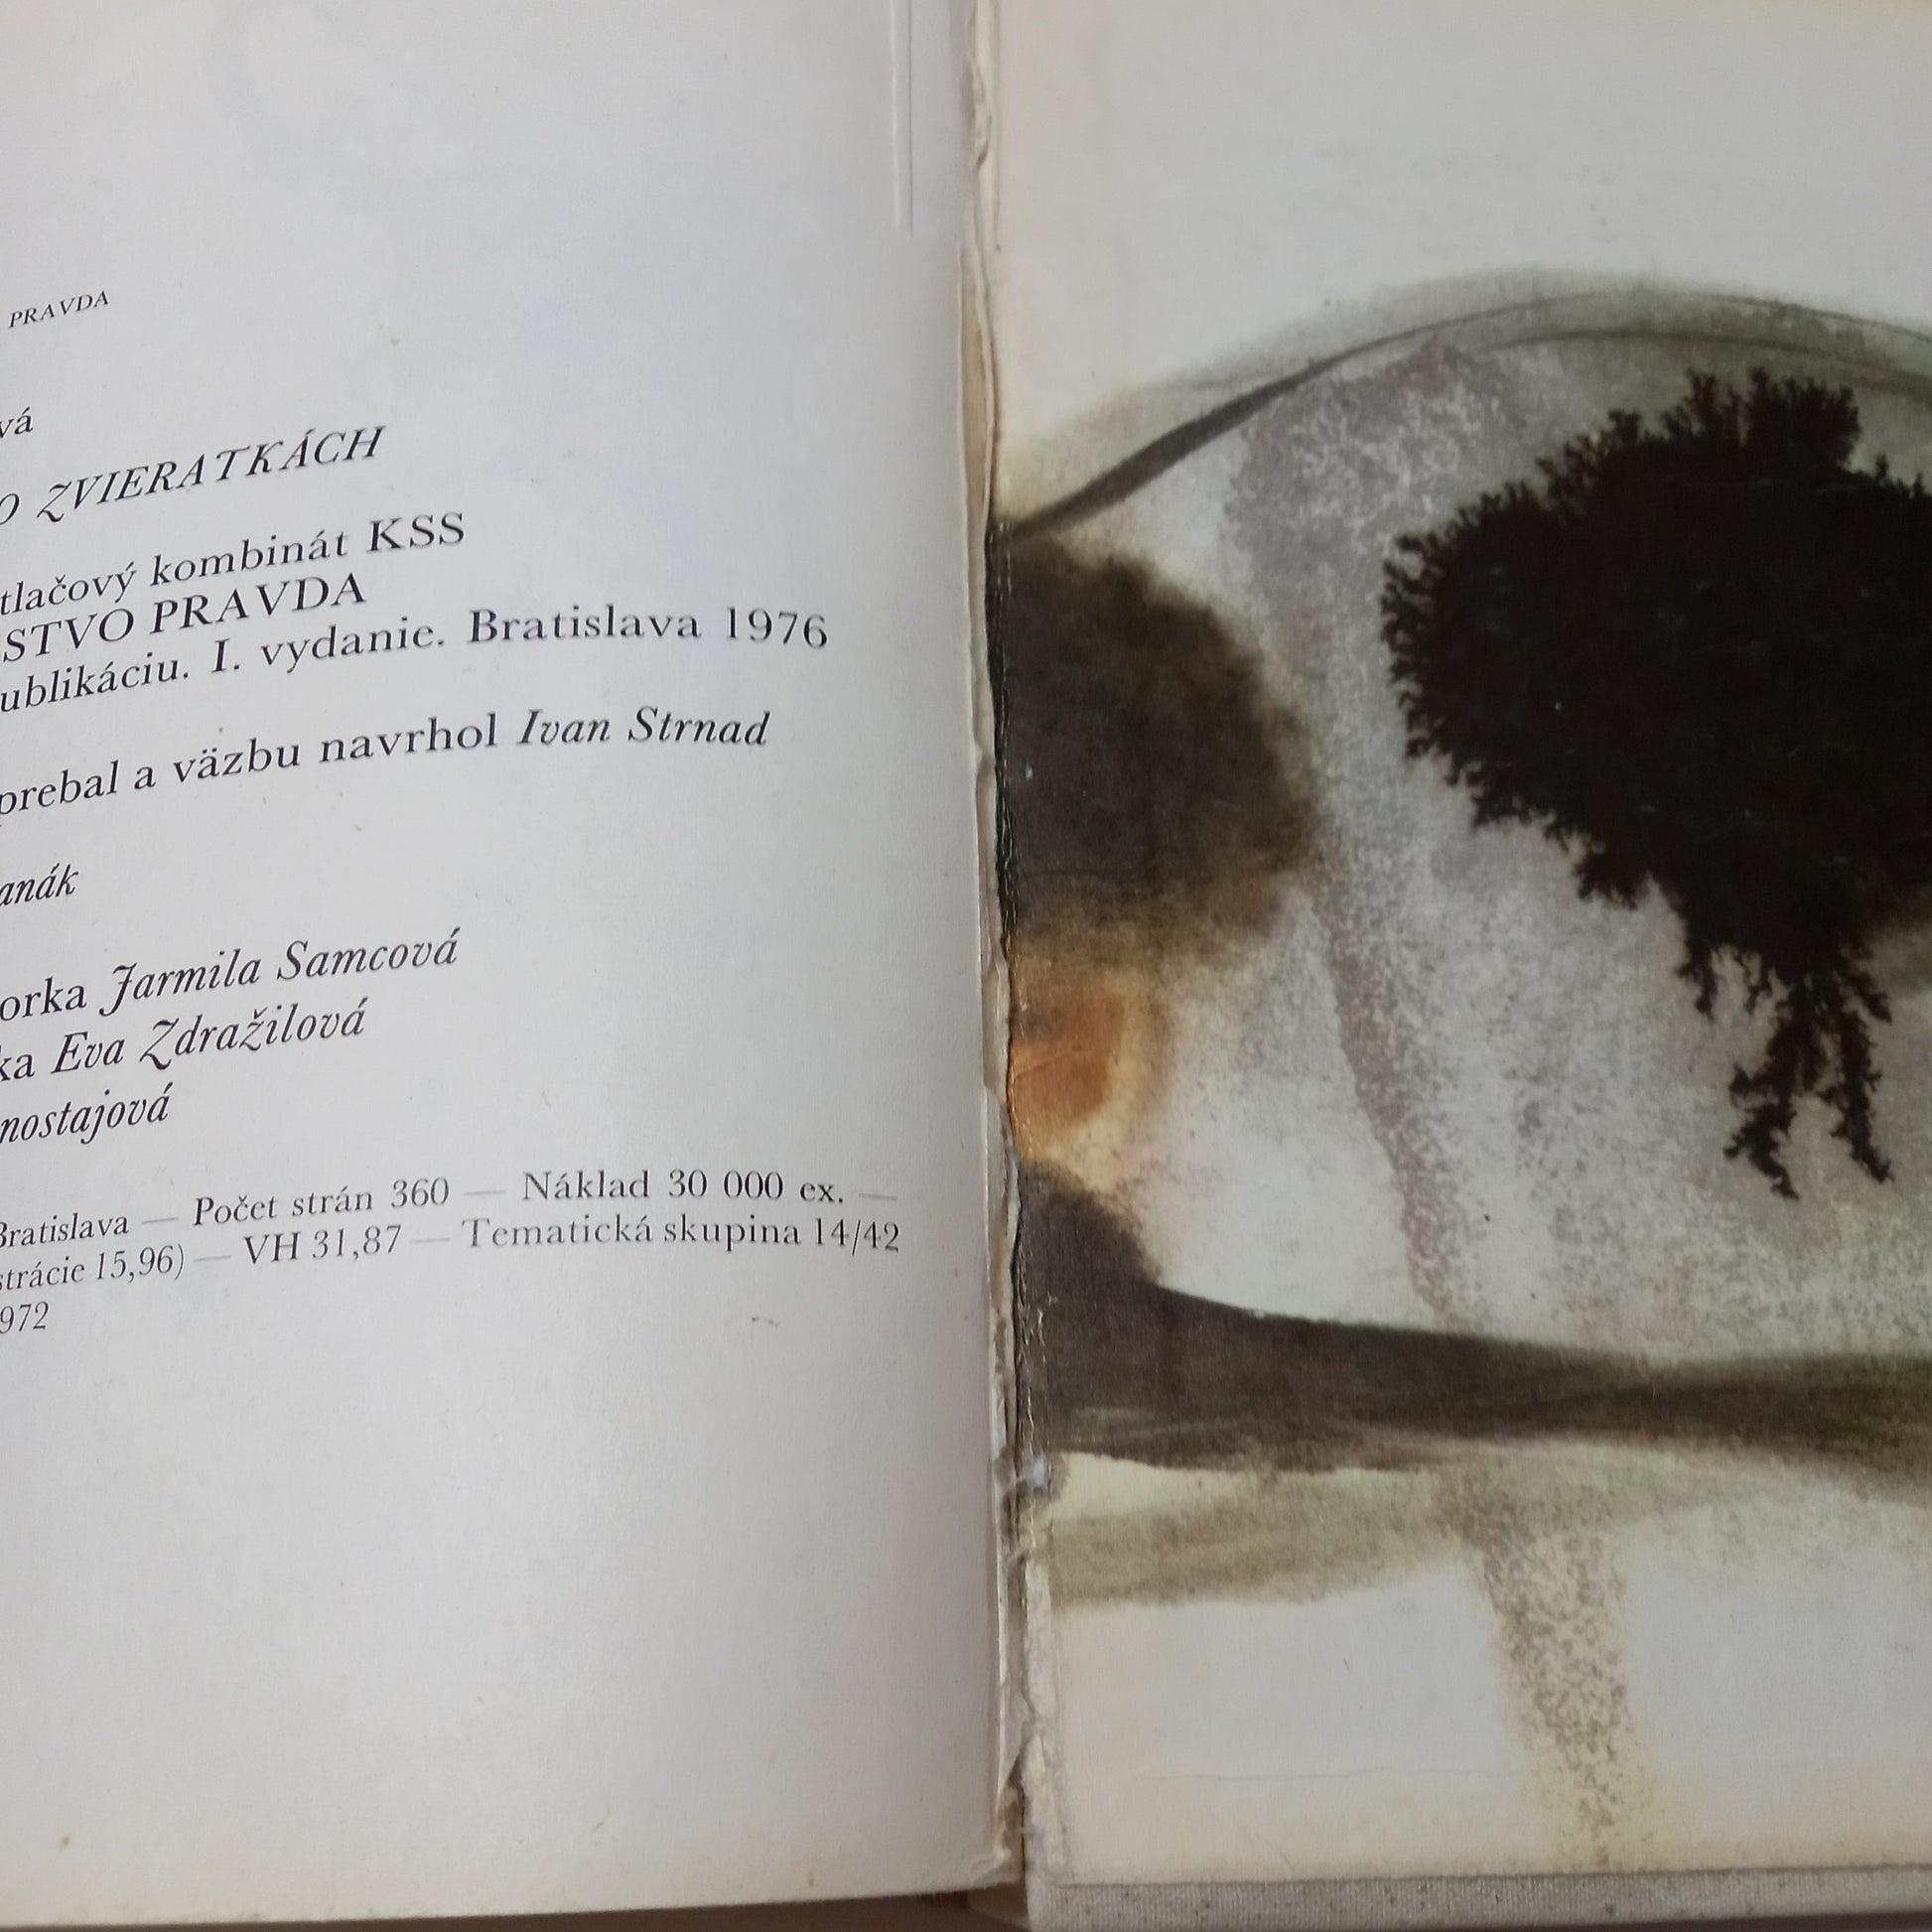 PRAVDA
vá
O ZVIERATKÁCH
tlačový kombinát KSS
STVO PRAVDA
ublikáciu. I. vydanie. Bratislava 1976
prebal a väzbu navrhol Ivan Strnad
anák
orka Jarmila Samcová
ka Eva Zdražilová
nostajová
Bratislava — Počet strán 360 — Náklad 30 000 ex. —
strácie 15,96) — VH 31,87 — Tematická skupina 14/42
972